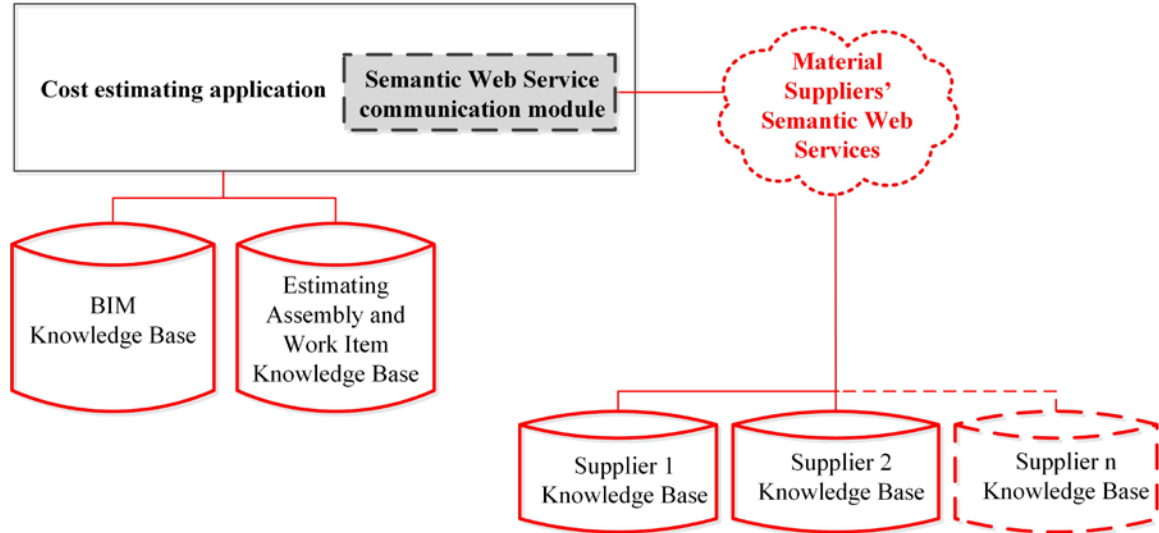 Cost estimating application
Semantic Web Service
communication module
Material
Suppliers’
Semantic Web
Services
BIM
Knowledge Base
Estimating
Assembly and
Work Item
Knowledge Base
Supplier 1
Knowledge Base
Supplier 2
Knowledge Base
Supplier n
Knowledge Base